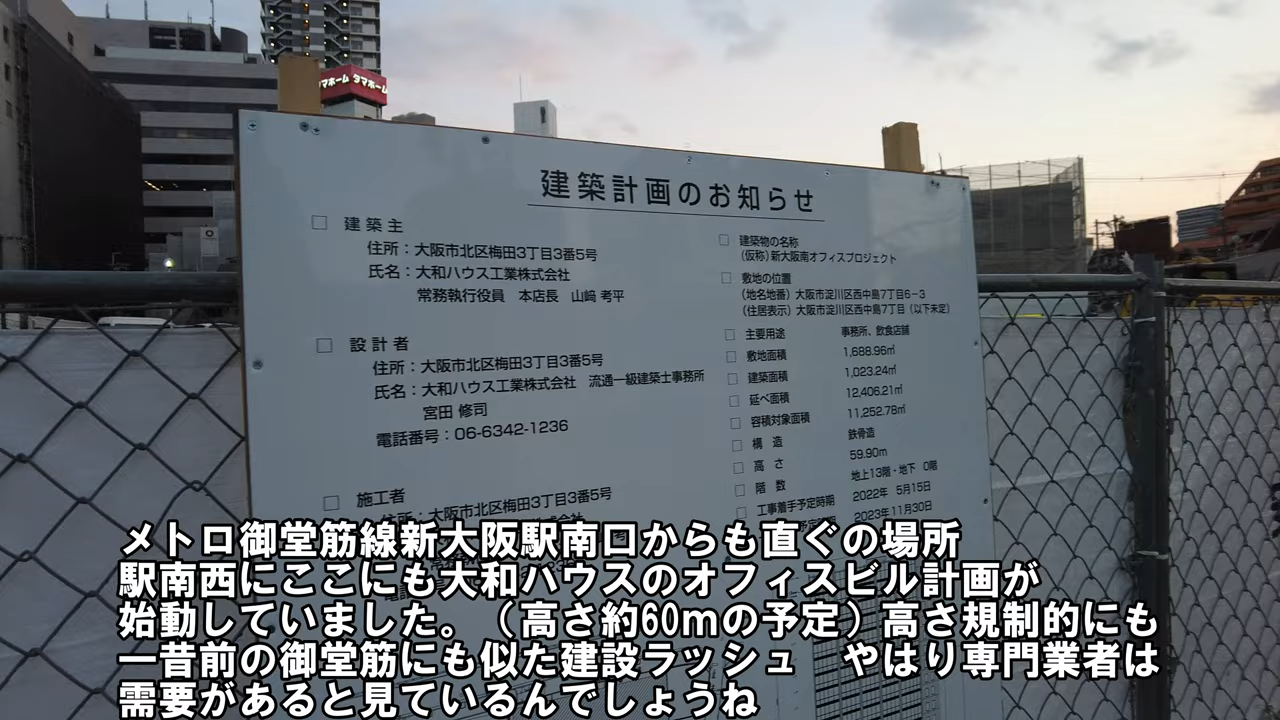 タマホーム タマホーム
建築計画のお知らせ
□ 建築主
住所：大阪市北区梅田3丁目3番5号
氏名：大和ハウス工業株式会社
常務執行役員 本店長 山﨑 考平
□ 設計者
住所：大阪市北区梅田3丁目3番5号
氏名：大和ハウス工業株式会社 流通一級建築士事務所
宮田 修司
電話番号：06-6342-1236
□ 施工者
住所：大阪市北区梅田3丁目3番5号
□ 建築物の名称
(仮称)新大阪南オフィスプロジェクト
□ 敷地の位置
(地名地番) 大阪市淀川区西中島7丁目6－3
(住居表示) 大阪市淀川区西中島7丁目 (以下未定)
□ 主要用途 事務所、飲食店舗
□ 敷地面積 1,688.96㎡
□ 建築面積 1,023.24㎡
□ 延べ面積 12,406.21㎡
□ 容積対象面積 11,252.78㎡
□ 構造 鉄骨造
□ 高さ 59.90m
□ 階数 地上13階・地下 0階
□ 工事着手予定時期 2022年 5月15日
2023年11月30日
メトロ御堂筋線新大阪駅南口からも直ぐの場所
駅南西にここにも大和ハウスのオフィスビル計画が
始動していました。（高さ約60mの予定）高さ規制的にも
一昔前の御堂筋にも似た建設ラッシュ やはり専門業者は
需要があると見ているんでしょうね